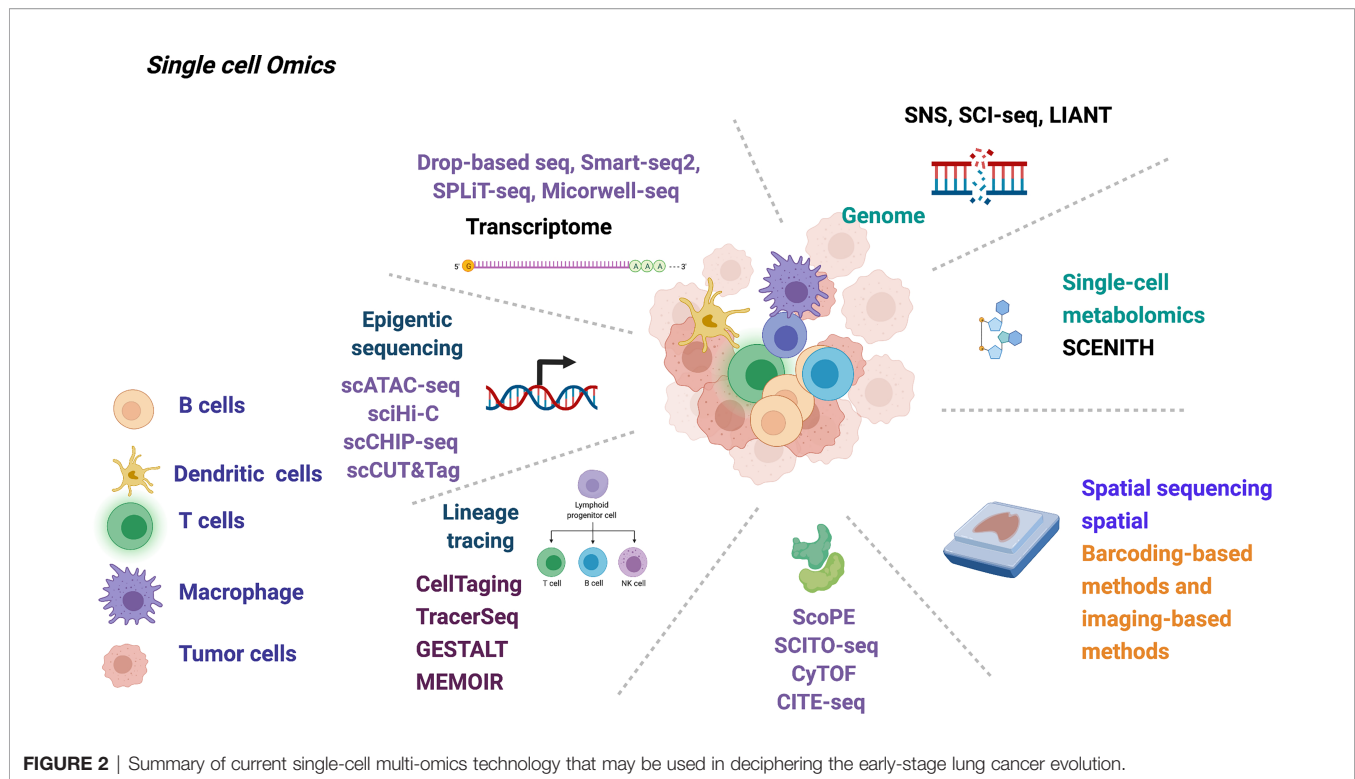 Single cell Omics
SNS, SCI-seq, LIANT
Genome
Drop-based seq, Smart-seq2,
SPLiT-seq, Micorwell-seq
Transcriptome
5' G A A A ---3'
Single-cell
metabolomics
SCENITH
Epigentic
sequencing
scATAC-seq
sciHi-C
scCHIP-seq
scCUT&Tag
B cells
Dendritic cells
T cells
Macrophage
Tumor cells
Lineage
tracing
Lymphoid
progenitor cell
T cell B cell NK cell
CellTaging
TracerSeq
GESTALT
MEMOIR
ScoPE
SCITO-seq
CyTOF
CITE-seq
Spatial sequencing
spatial
Barcoding-based
methods and
imaging-based
methods
FIGURE 2 | Summary of current single-cell multi-omics technology that may be used in deciphering the early-stage lung cancer evolution.